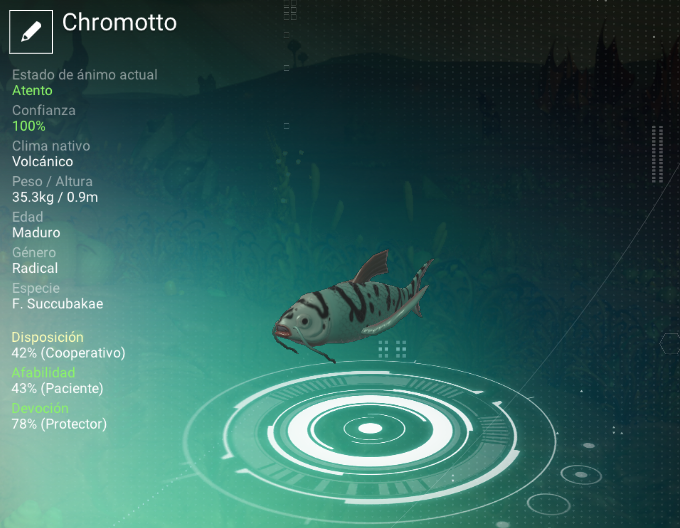 Chromotto
Estado de ánimo actual
Atento
Confianza
100%
Clima nativo
Volcánico
Peso / Altura
35.3kg / 0.9m
Edad
Maduro
Género
Radical
Especie
F. Succubakae
Disposición
42% (Cooperativo)
Afabilidad
43% (Paciente)
Devoción
78% (Protector)